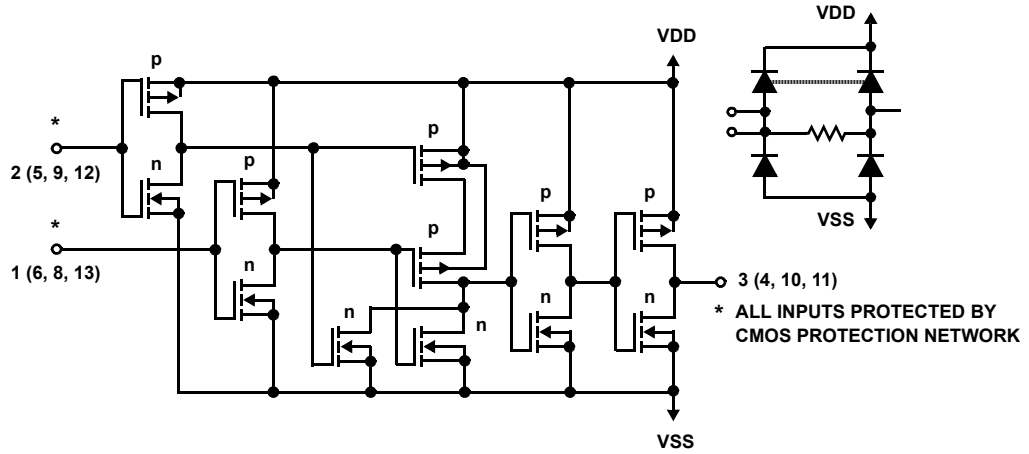 p
VDD
VDD
*
n
p
p
2 (5, 9, 12)
p
p
p
VSS
*
1 (6, 8, 13)
n
n
n
n
n
3 (4, 10, 11)
* ALL INPUTS PROTECTED BY
CMOS PROTECTION NETWORK
VSS